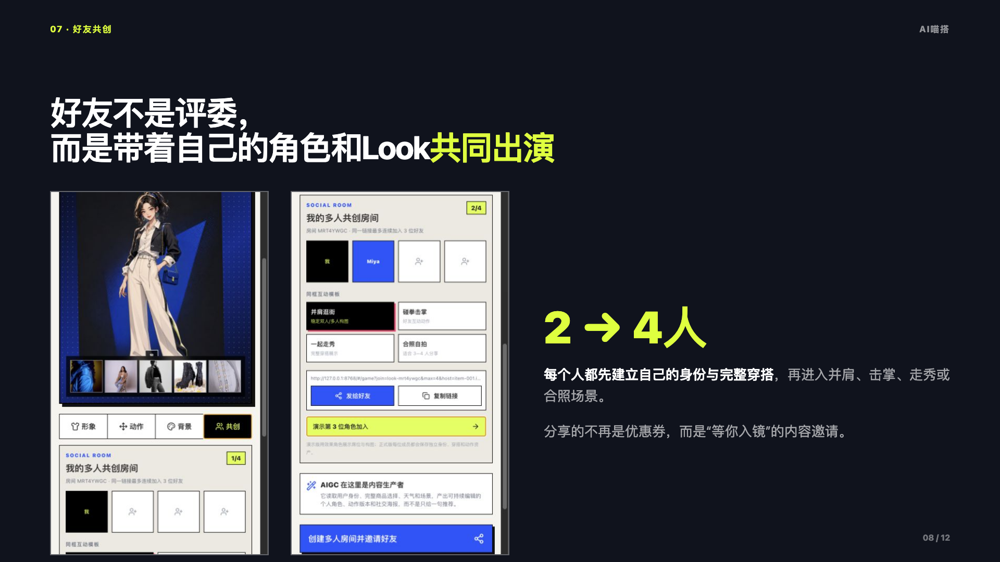 07 · 好友共创
AI喵搭
好友不是评委，
而是带着自己的角色和Look共同出演
形象
动作
背景
共创
SOCIAL ROOM
1/4
我的多人共创房间
房间 MRT4YWGC · 同一链接最多连续加入 3 位好友
我
同框互动模板
SOCIAL ROOM
2/4
我的多人共创房间
房间 MRT4YWGC · 同一链接最多连续加入 3 位好友
我
Miya
同框互动模板
并肩逛街
稳定双人/多人构图
碰拳击掌
好友互动动作
一起走秀
完整穿搭展示
合照自拍
适合 3—4 人分享
http://127.0.0.1:8768/#/game?join=look-mrt4ywgc&max=4&host=item-001.i...
发给好友
复制链接
演示第 3 位角色加入
演示版用效果角色展示席位与构图；正式版每位成员都会保存独立身份、穿搭和动作资
产。
AIGC 在这里是内容生产者
它读取用户身份、完整商品选择、天气和场景，产出可持续编辑的
个人角色、动作版本和社交海报，而不是只给一句推荐。
创建多人房间并邀请好友
2 → 4人
每个人都先建立自己的身份与完整穿搭，再进入并肩、击掌、走秀或
合照场景。
分享的不再是优惠券，而是“等你入镜”的内容邀请。
08 / 12